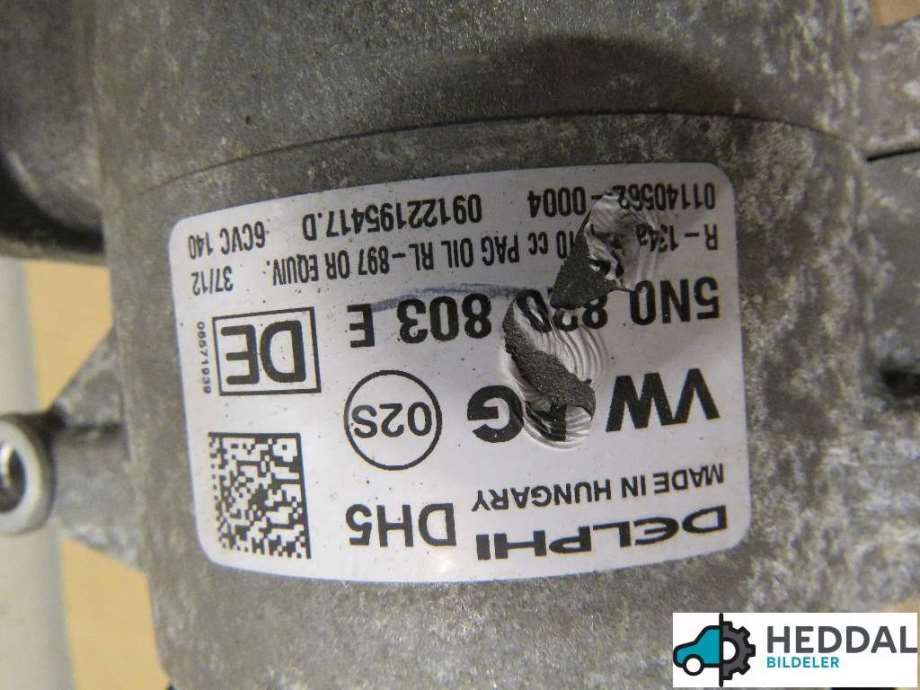 DELPHI DH5
MADE IN HUNGARY
VW G
02S
DE
5N0 803 E
06571939
R-134a cc PAG OIL RL-897 OR EQUIV. 37/12
0004 09122195417.D 6CVC 140
HEDDAL
BILDELER